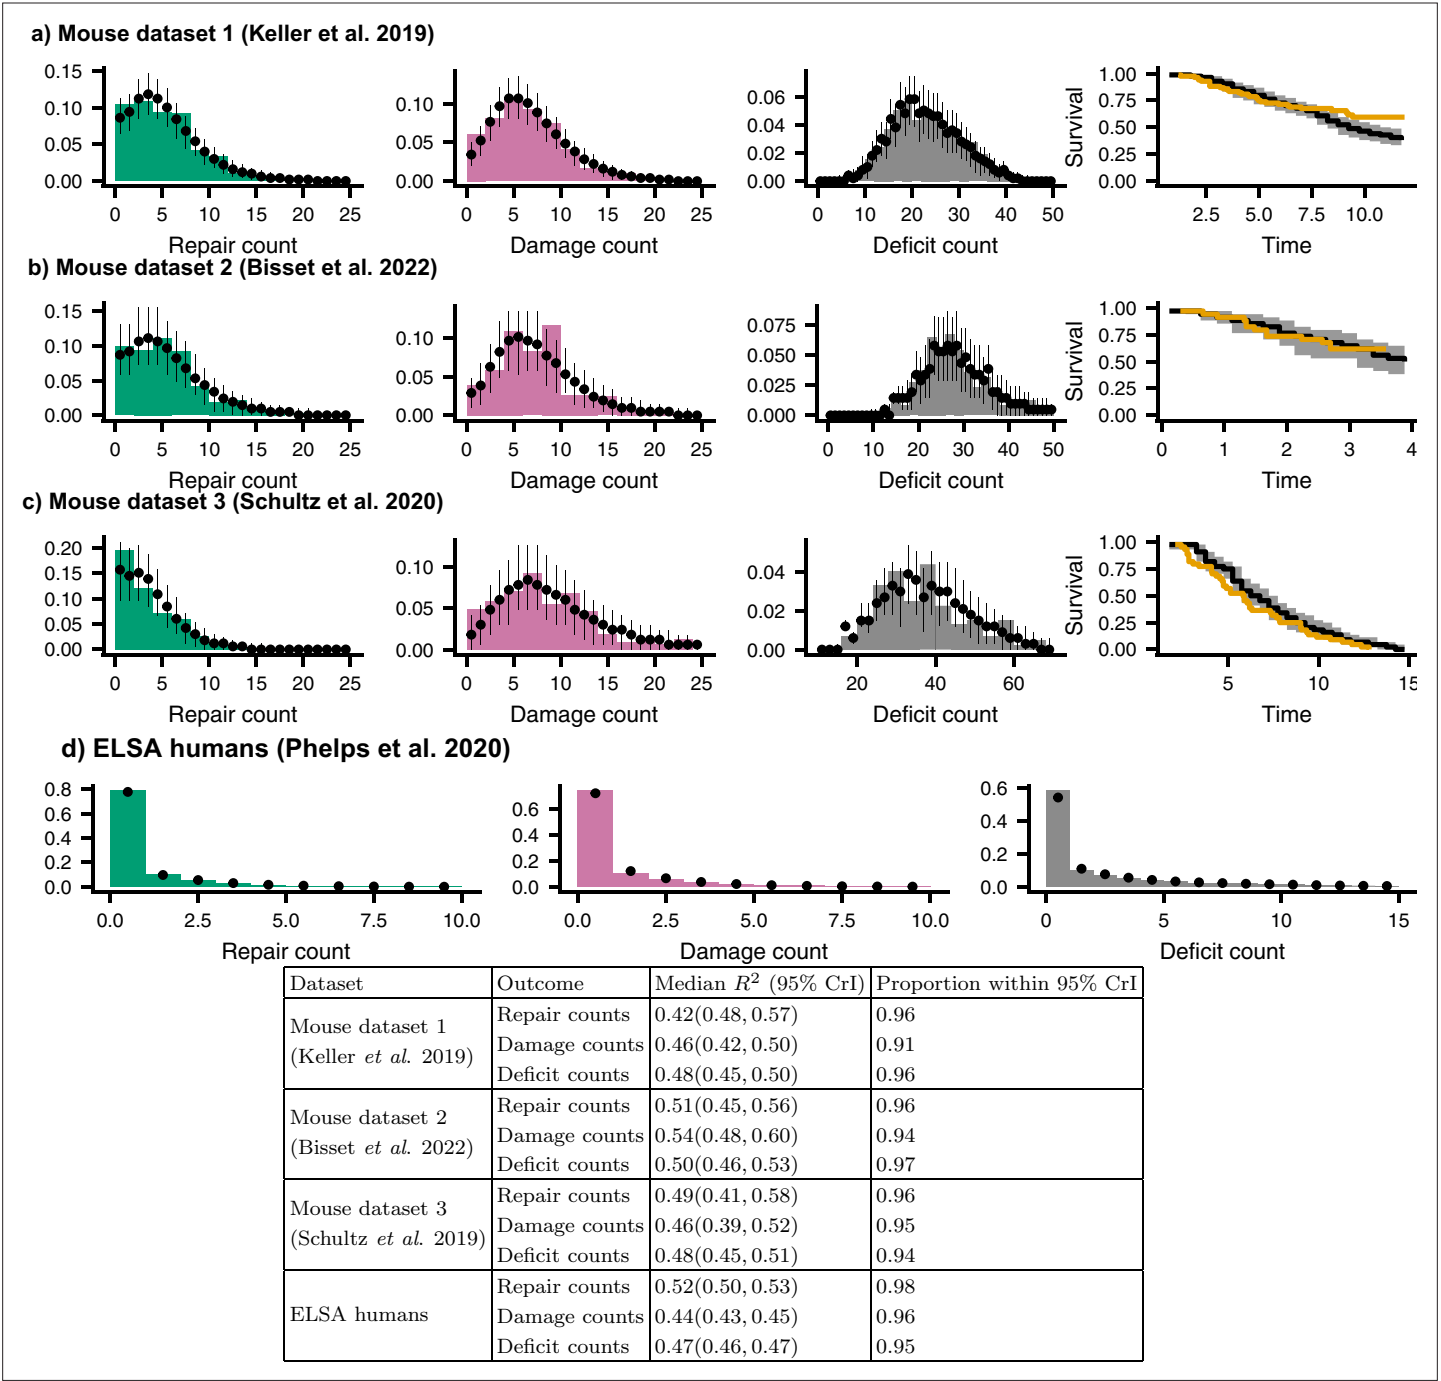 a) Mouse dataset 1 (Keller et al. 2019)
0.15
0.10
0.05
0.00
0 5 10 15 20 25
Repair count
0.10
0.05
0.00
0 5 10 15 20 25
Damage count
0.06
0.04
0.02
0.00
0 10 20 30 40 50
Deficit count
Survival
1.00
0.75
0.50
0.25
0.00
2.5 5.0 7.5 10.0
Time
b) Mouse dataset 2 (Bisset et al. 2022)
0.15
0.10
0.05
0.00
0 5 10 15 20 25
Repair count
0.10
0.05
0.00
0 5 10 15 20 25
Damage count
0.075
0.050
0.025
0.000
0 10 20 30 40 50
Deficit count
Survival
1.00
0.75
0.50
0.25
0.00
0 1 2 3 4
Time
c) Mouse dataset 3 (Schultz et al. 2020)
0.20
0.15
0.10
0.05
0.00
0 5 10 15 20 25
Repair count
0.10
0.05
0.00
0 5 10 15 20 25
Damage count
0.04
0.02
0.00
20 40 60
Deficit count
Survival
1.00
0.75
0.50
0.25
0.00
5 10 15
Time
d) ELSA humans (Phelps et al. 2020)
0.8
0.6
0.4
0.2
0.0
0.0 2.5 5.0 7.5 10.0
Repair count
0.6
0.4
0.2
0.0
0.0 2.5 5.0 7.5 10.0
Damage count
0.6
0.4
0.2
0.0
0 5 10 15
Deficit count
Dataset Outcome Median R² (95% CrI) Proportion within 95% CrI
Mouse dataset 1
(Keller et al. 2019)
Repair counts 0.42(0.48, 0.57) 0.96
Damage counts 0.46(0.42, 0.50) 0.91
Deficit counts 0.48(0.45, 0.50) 0.96
Mouse dataset 2
(Bisset et al. 2022)
Repair counts 0.51(0.45, 0.56) 0.96
Damage counts 0.54(0.48, 0.60) 0.94
Deficit counts 0.50(0.46, 0.53) 0.97
Mouse dataset 3
(Schultz et al. 2019)
Repair counts 0.49(0.41, 0.58) 0.96
Damage counts 0.46(0.39, 0.52) 0.95
Deficit counts 0.48(0.45, 0.51) 0.94
ELSA humans
Repair counts 0.52(0.50, 0.53) 0.98
Damage counts 0.44(0.43, 0.45) 0.96
Deficit counts 0.47(0.46, 0.47) 0.95